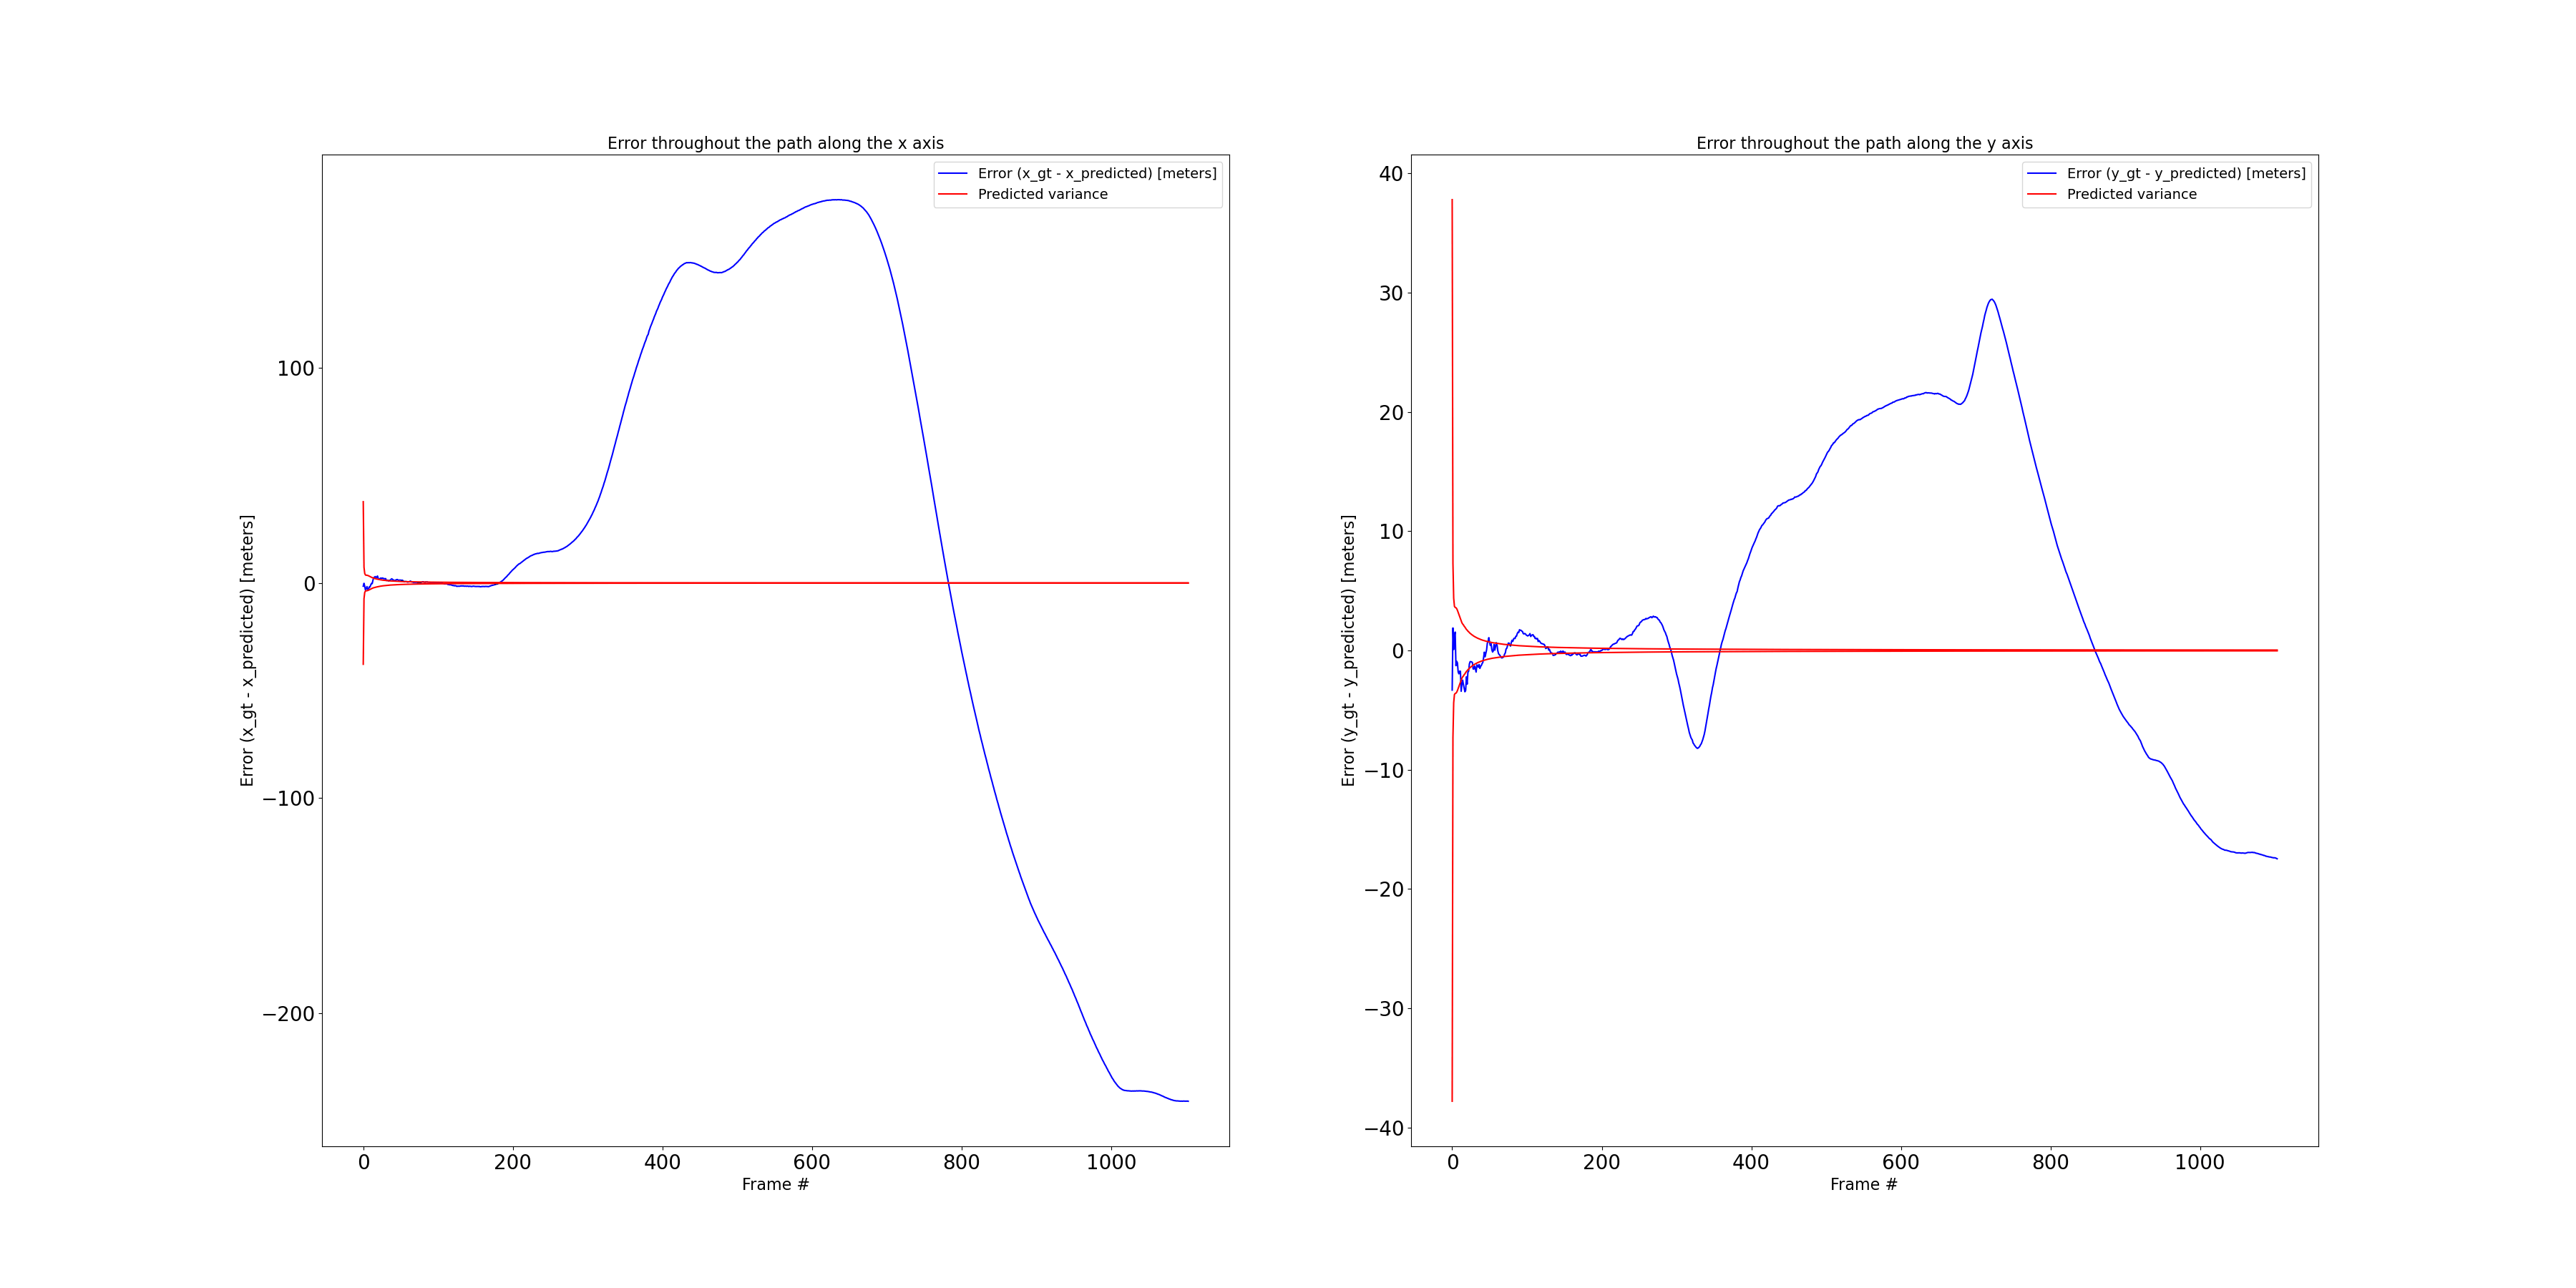 Error throughout the path along the x axis
Error (x_gt - x_predicted) [meters]
Predicted variance
100
0
−100
−200
Error (x_gt - x_predicted) [meters]
0 200 400 600 800 1000
Frame #
Error throughout the path along the y axis
Error (y_gt - y_predicted) [meters]
Predicted variance
40
30
20
10
0
−10
−20
−30
−40
Error (y_gt - y_predicted) [meters]
0 200 400 600 800 1000
Frame #